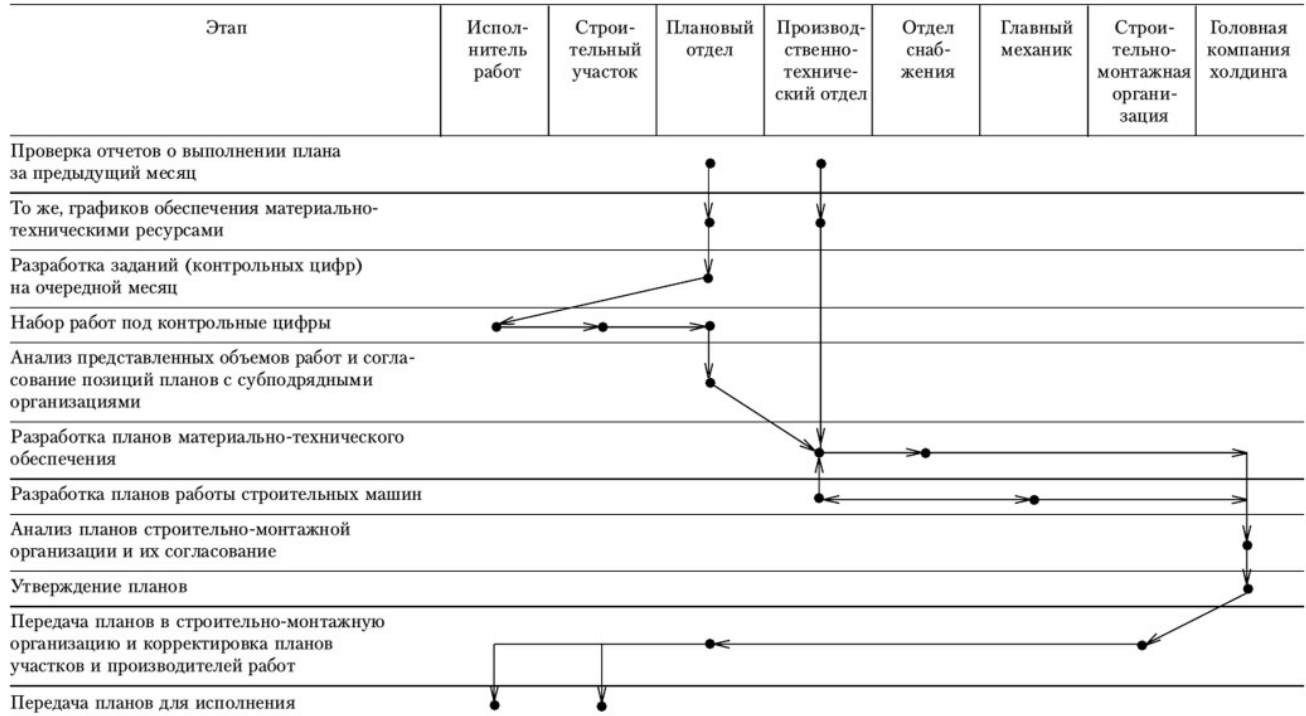 Этап
Испол-
нитель
работ
Строи-
тельный
участок
Плановый
отдел
Производ-
ственно-
техниче-
ский отдел
Отдел
снаб-
жения
Главный
механик
Строи-
тельно-
монтажная
органи-
зация
Головная
компания
холдинга
Проверка отчетов о выполнении плана
за предыдущий месяц
То же, графиков обеспечения материально-
техническими ресурсами
Разработка заданий (контрольных цифр)
на очередной месяц
Набор работ под контрольные цифры
Анализ представленных объемов работ и согла-
сование позиций планов с субподрядными
организациями
Разработка планов материально-технического
обеспечения
Разработка планов работы строительных машин
Анализ планов строительно-монтажной
организации и их согласование
Утверждение планов
Передача планов в строительно-монтажную
организацию и корректировка планов
участков и производителей работ
Передача планов для исполнения